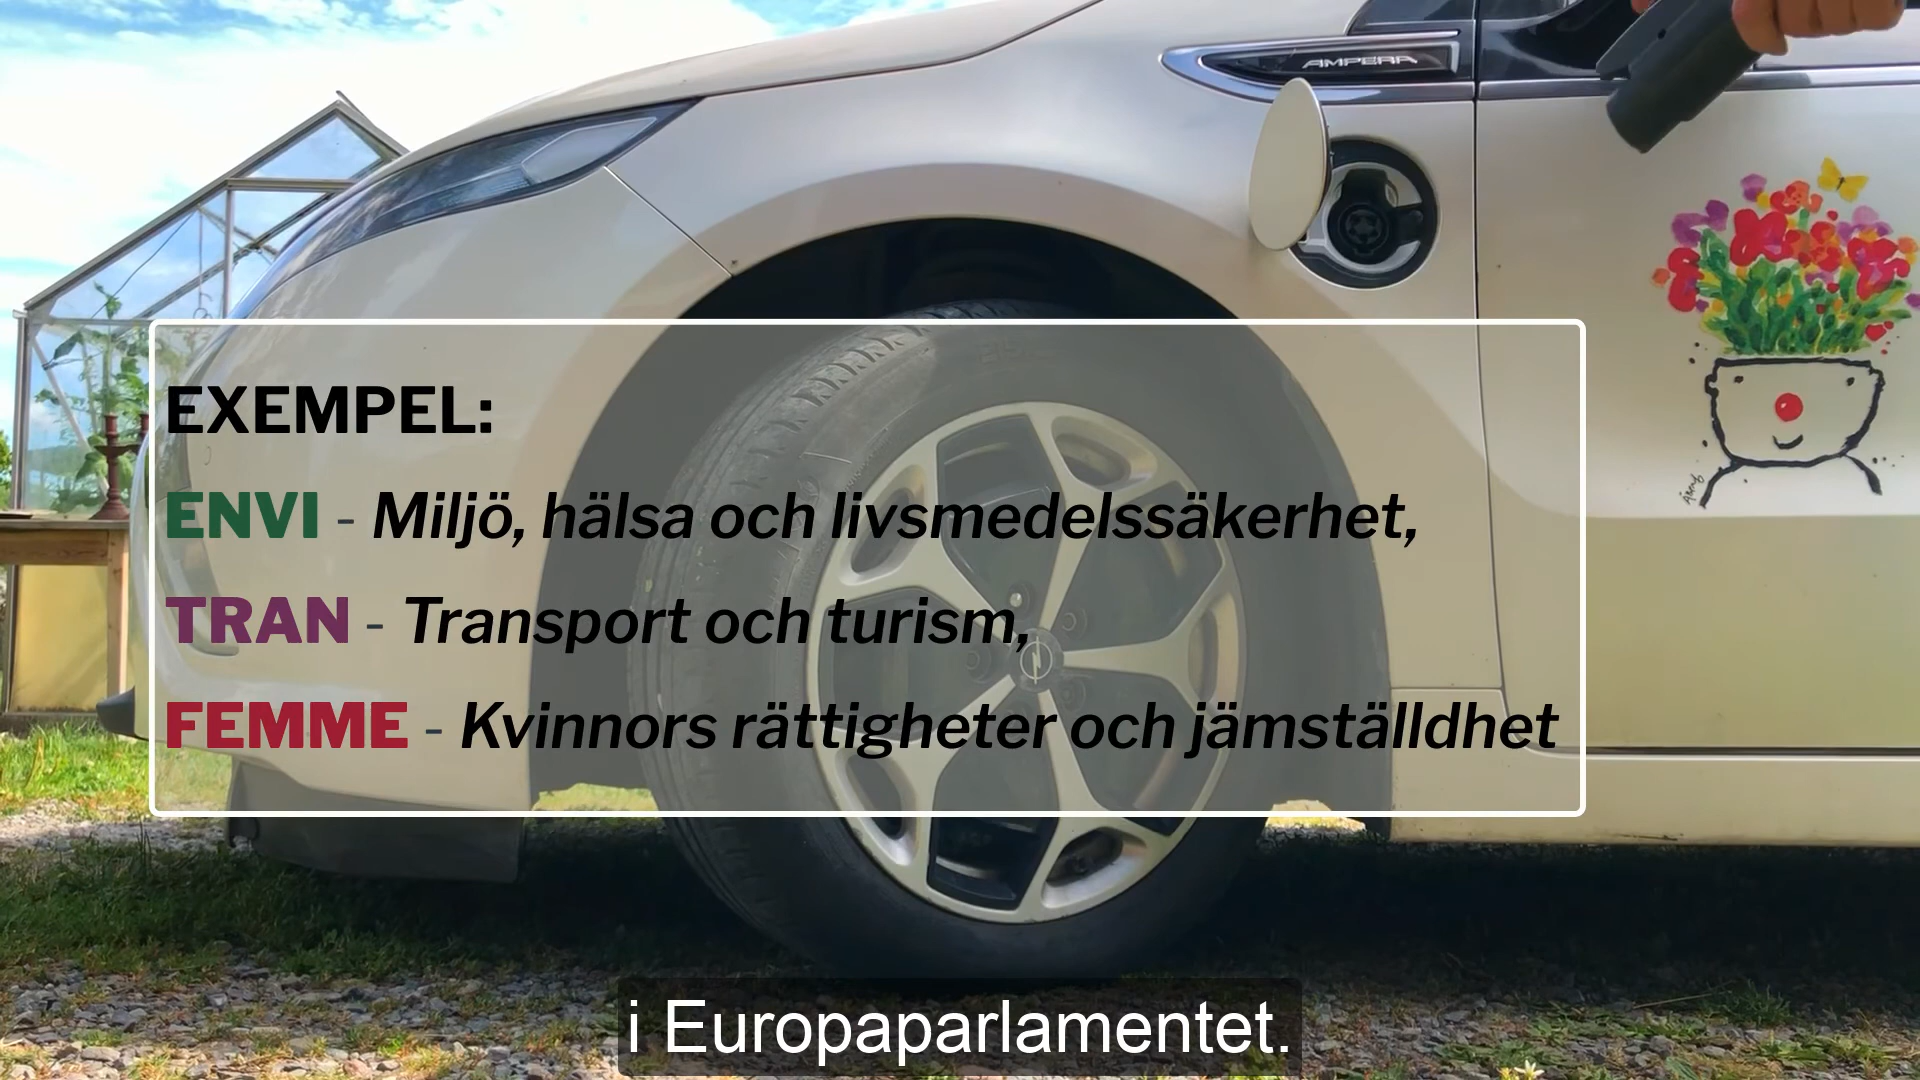 AMPERA
EXEMPEL:
ENVI - Miljö, hälsa och livsmedelssäkerhet,
TRAN - Transport och turism,
FEMME - Kvinnors rättigheter och jämställdhet
i Europaparlamentet.